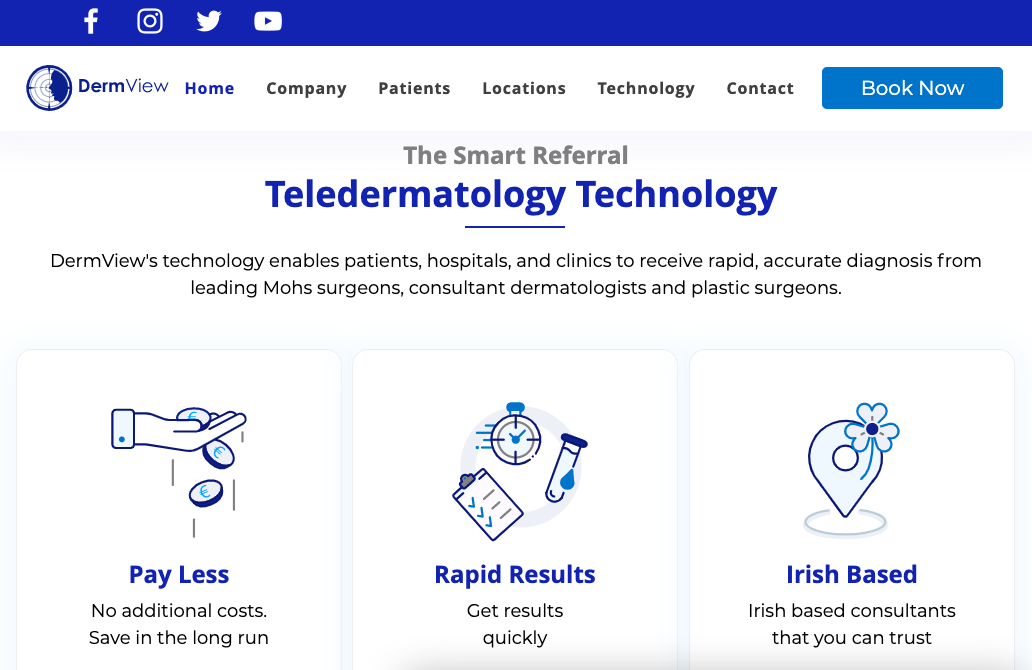 DermView
Home Company Patients Locations Technology Contact Book Now
The Smart Referral
Teledermatology Technology
DermView's technology enables patients, hospitals, and clinics to receive rapid, accurate diagnosis from
leading Mohs surgeons, consultant dermatologists and plastic surgeons.
€
€
€
Pay Less
No additional costs.
Save in the long run
Rapid Results
Get results
quickly
Irish Based
Irish based consultants
that you can trust